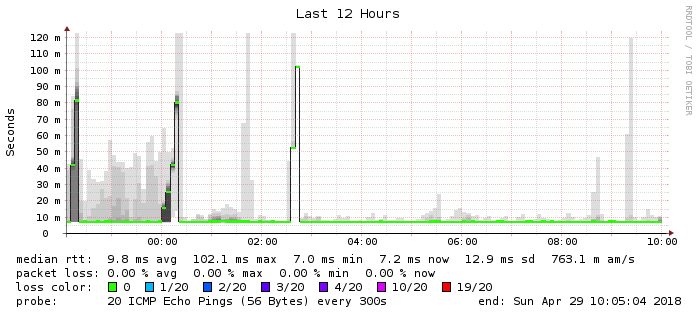 Last 12 Hours
RRDTOOL / TOBI OETIKER
Seconds
120 m
110 m
100 m
90 m
80 m
70 m
60 m
50 m
40 m
30 m
20 m
10 m
0
00:00 02:00 04:00 06:00 08:00 10:00
median rtt: 9.8 ms avg 102.1 ms max 7.0 ms min 7.2 ms now 12.9 ms sd 763.1 m am/s
packet loss: 0.00 % avg 0.00 % max 0.00 % min 0.00 % now
loss color: 0 1/20 2/20 3/20 4/20 10/20 19/20
probe: 20 ICMP Echo Pings (56 Bytes) every 300s end: Sun Apr 29 10:05:04 2018